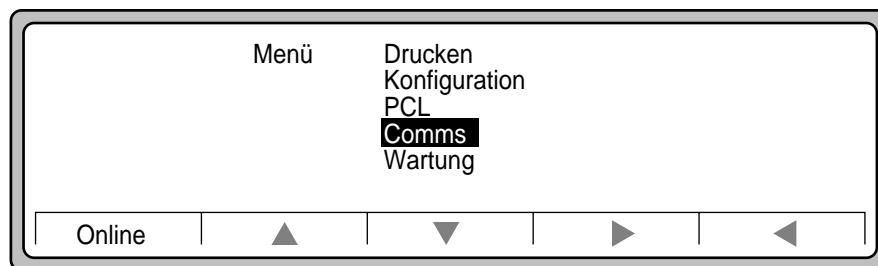 Menü Drucken
Konfiguration
PCL
Comms
Wartung
Online